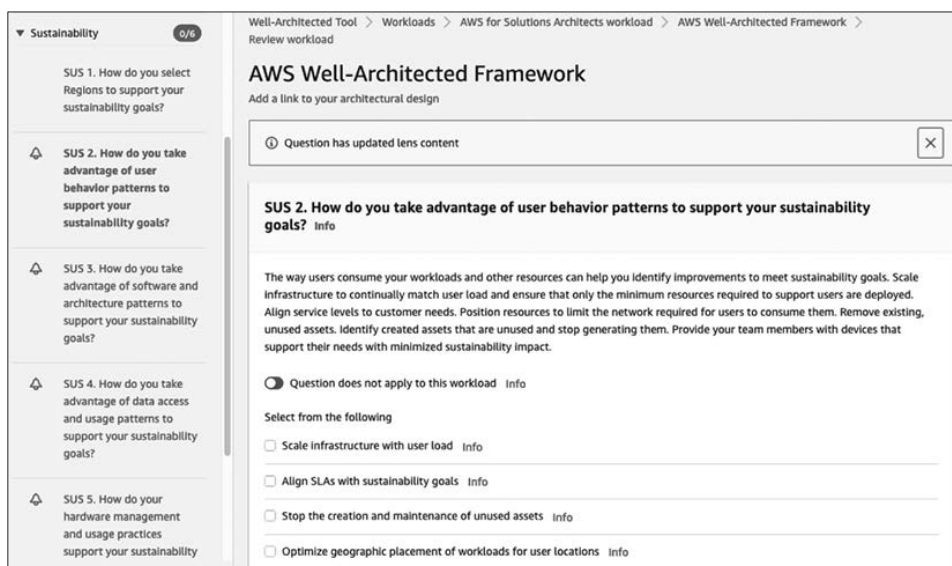 Sustainability 0/6
SUS 1. How do you select
Regions to support your
sustainability goals?
SUS 2. How do you take
advantage of user
behavior patterns to
support your
sustainability goals?
SUS 3. How do you take
advantage of software and
architecture patterns to
support your sustainability
goals?
SUS 4. How do you take
advantage of data access
and usage patterns to
support your sustainability
goals?
SUS 5. How do your
hardware management
and usage practices
support your sustainability
Well-Architected Tool > Workloads > AWS for Solutions Architects workload > AWS Well-Architected Framework >
Review workload
AWS Well-Architected Framework
Add a link to your architectural design
Question has updated lens content
SUS 2. How do you take advantage of user behavior patterns to support your sustainability
goals? Info
The way users consume your workloads and other resources can help you identify improvements to meet sustainability goals. Scale
infrastructure to continually match user load and ensure that only the minimum resources required to support users are deployed.
Align service levels to customer needs. Position resources to limit the network required for users to consume them. Remove existing,
unused assets. Identify created assets that are unused and stop generating them. Provide your team members with devices that
support their needs with minimized sustainability impact.
Question does not apply to this workload Info
Select from the following
Scale infrastructure with user load Info
Align SLAs with sustainability goals Info
Stop the creation and maintenance of unused assets Info
Optimize geographic placement of workloads for user locations Info